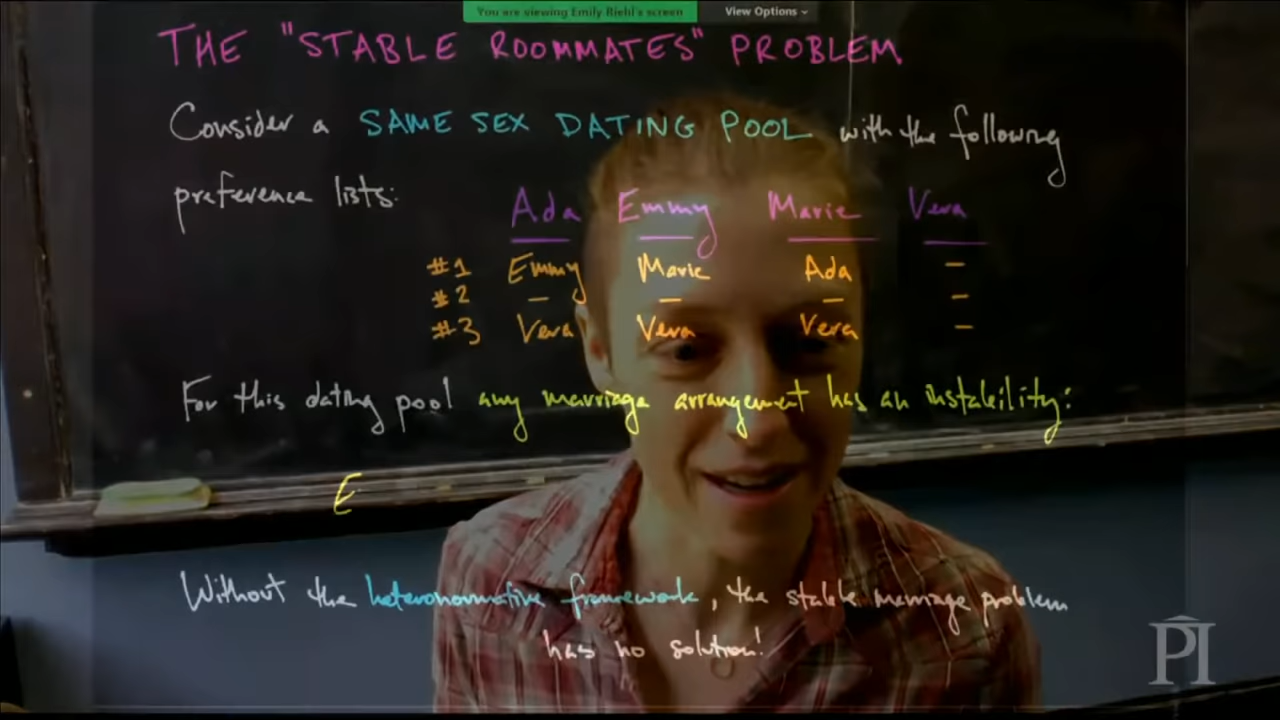 You are viewing Emily Riehl's screen View Options
THE "STABLE ROOMMATES" PROBLEM
Consider a SAME SEX DATING POOL with the following
preference lists:
Ada Emmy Marie Vera
#1 Emmy Marie Ada –
#2 – – – –
#3 Vera Vera Vera –
For this dating pool any marriage arrangement has an instability:
E
Without the heteronormative framework, the stable marriage problem
has no solution!
PI